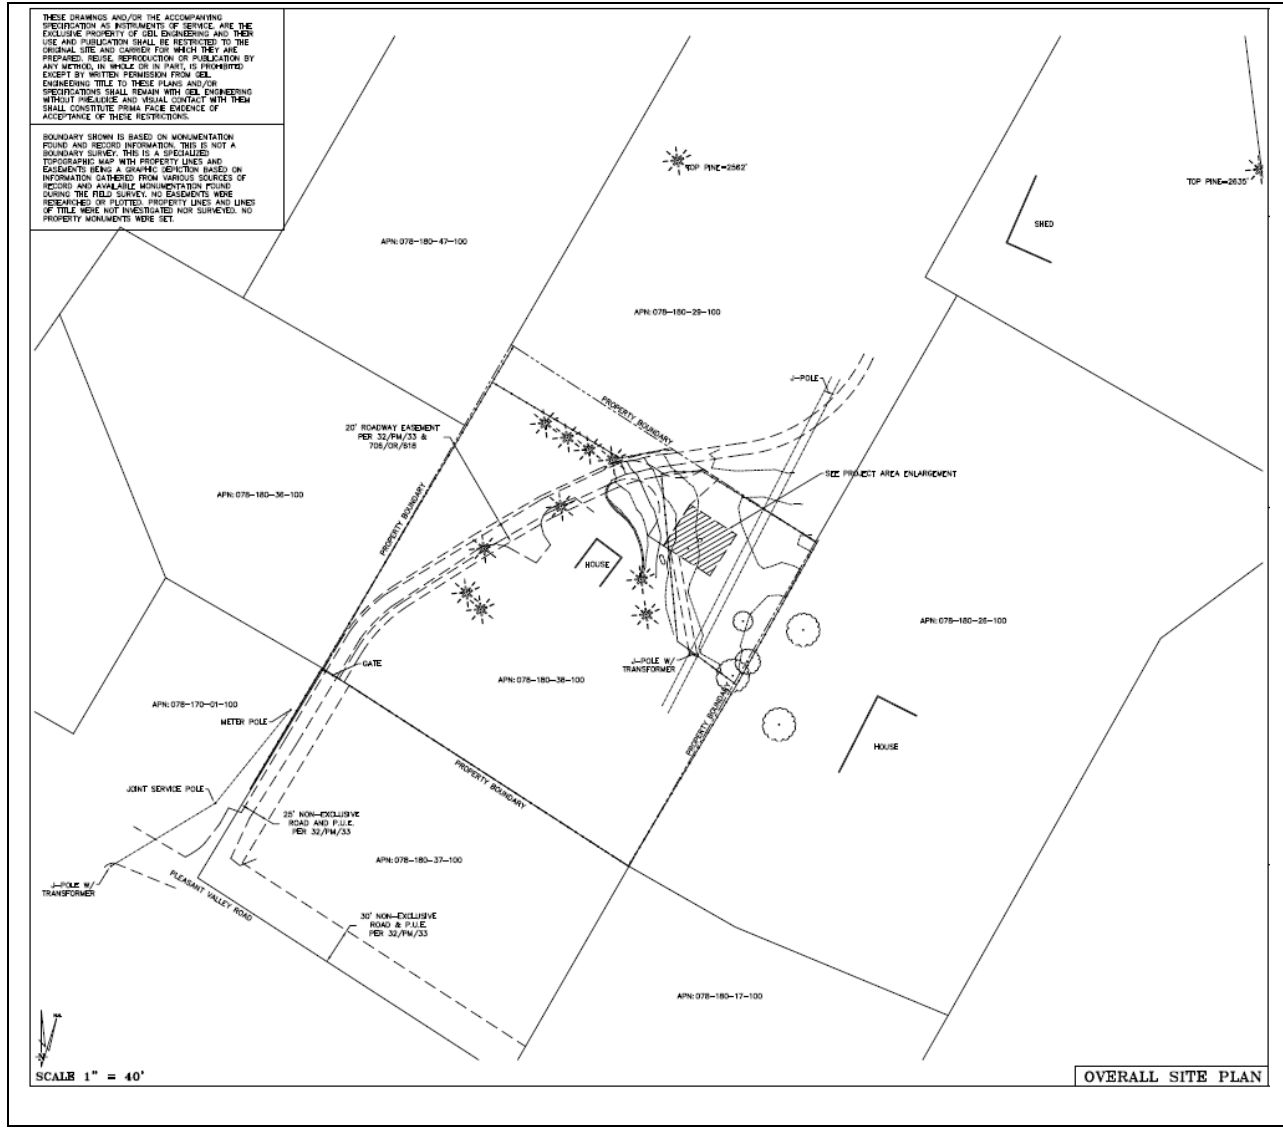 THESE DRAWINGS AND/OR THE ACCOMPANYING
SPECIFICATION AS INSTRUMENTS OF SERVICE, ARE THE
EXCLUSIVE PROPERTY OF GEIL ENGINEERING AND THEIR
USE AND PUBLICATION SHALL BE RESTRICTED TO THE
ORIGINAL SITE AND CARRIER FOR WHICH THEY ARE
PREPARED. REUSE, REPRODUCTION OR PUBLICATION BY
ANY METHOD, IN WHOLE OR IN PART, IS PROHIBITED
EXCEPT BY WRITTEN PERMISSION FROM GEIL
ENGINEERING TITLE TO THESE PLANS AND/OR
SPECIFICATIONS SHALL REMAIN WITH GEIL ENGINEERING
WITHOUT PREJUDICE AND VISUAL CONTACT WITH THEM
SHALL CONSTITUTE PRIMA FACIE EVIDENCE OF
ACCEPTANCE OF THESE RESTRICTIONS.
BOUNDARY SHOWN IS BASED ON MONUMENTATION
FOUND AND RECORD INFORMATION. THIS IS NOT A
BOUNDARY SURVEY. THIS IS A SPECIALIZED
TOPOGRAPHIC MAP WITH PROPERTY LINES AND
EASEMENTS BEING A GRAPHIC DEPICTION BASED ON
INFORMATION GATHERED FROM VARIOUS SOURCES OF
RECORD AND AVAILABLE MONUMENTATION FOUND
DURING THE FIELD SURVEY. NO EASEMENTS WERE
RESEARCHED OR PLOTTED. PROPERTY LINES AND LINES
OF TITLE WERE NOT INVESTIGATED NOR SURVEYED. NO
PROPERTY MONUMENTS WERE SET.
TOP PINE=2562'
TOP PINE=2635'
SHED
APN: 078-180-47-100
APN: 078-180-29-100
J-POLE
PROPERTY BOUNDARY
20' ROADWAY EASEMENT
PER 32/PM/33 &
706/OR/618
SEE PROJECT AREA ENLARGEMENT
APN: 078-180-36-100
PROPERTY BOUNDARY
HOUSE
APN: 078-180-26-100
J-POLE W/
TRANSFORMER
GATE
APN: 078-180-38-100
APN: 078-170-01-100
METER POLE
PROPERTY BOUNDARY
HOUSE
PROPERTY BOUNDARY
JOINT SERVICE POLE
25' NON-EXCLUSIVE
ROAD AND P.U.E.
PER 32/PM/33
APN: 078-180-37-100
J-POLE W/
TRANSFORMER
PLEASANT VALLEY ROAD
30' NON-EXCLUSIVE
ROAD & P.U.E.
PER 32/PM/33
APN: 078-180-17-100
SCALE 1" = 40'
OVERALL SITE PLAN